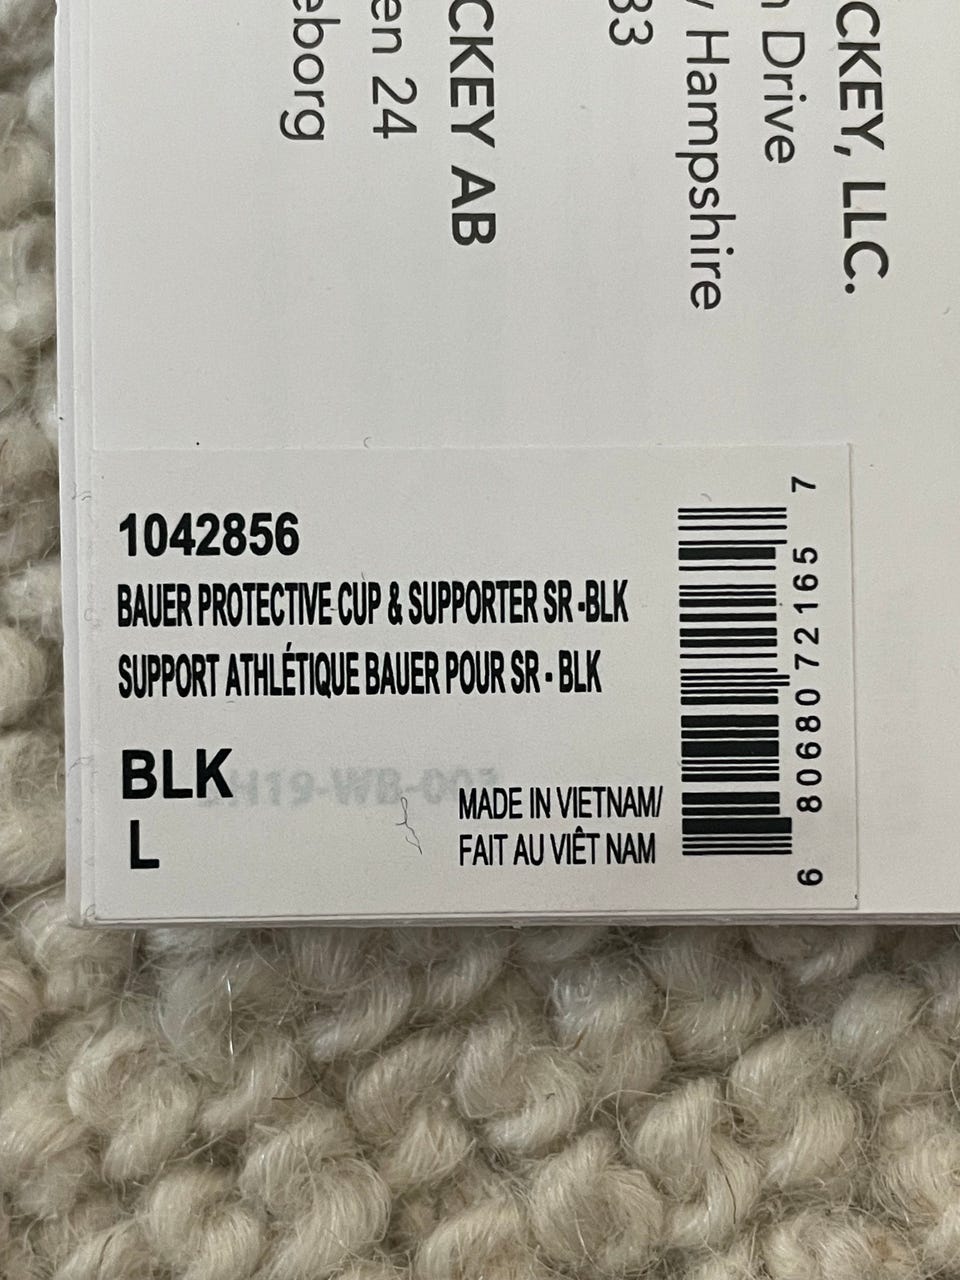 CKEY, LLC.
Drive
Hampshire
33
CKEY AB
en 24
eborg
1042856
BAUER PROTECTIVE CUP & SUPPORTER SR -BLK
SUPPORT ATHLÉTIQUE BAUER POUR SR - BLK
BLK
L
MADE IN VIETNAM/
FAIT AU VIÊT NAM
6 80680 72165 7